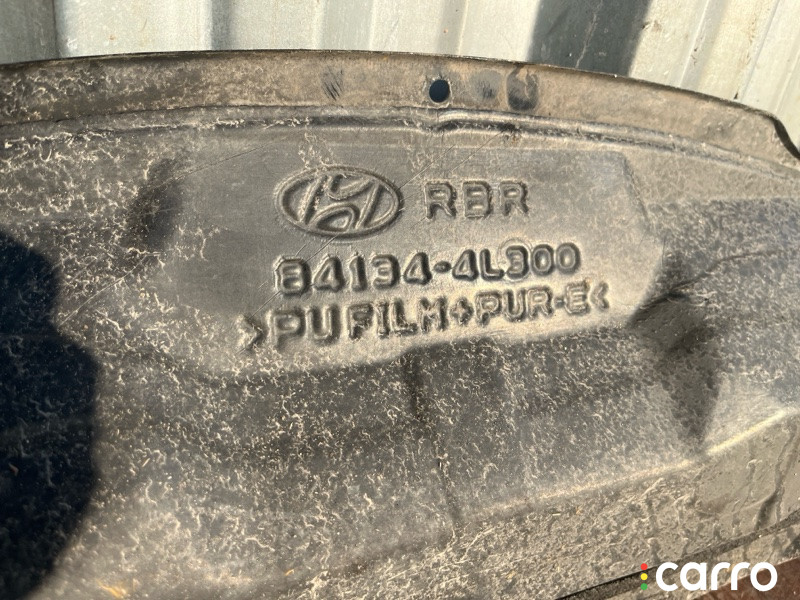 RBR
84134-4L300
>PU FILM+PUR-E<
carro